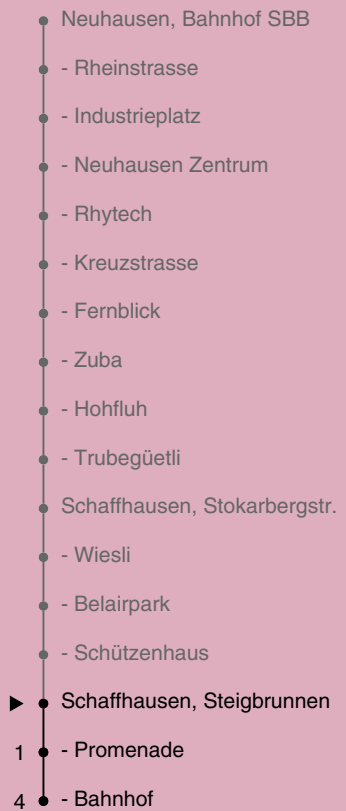 Neuhausen, Bahnhof SBB
- Rheinstrasse
- Industrieplatz
- Neuhausen Zentrum
- Rhytech
- Kreuzstrasse
- Fernblick
- Zuba
- Hohfluh
- Trubegüetli
Schaffhausen, Stokarbergstr.
- Wiesli
- Belairpark
- Schützenhaus
Schaffhausen, Steigbrunnen
1 - Promenade
4 - Bahnhof